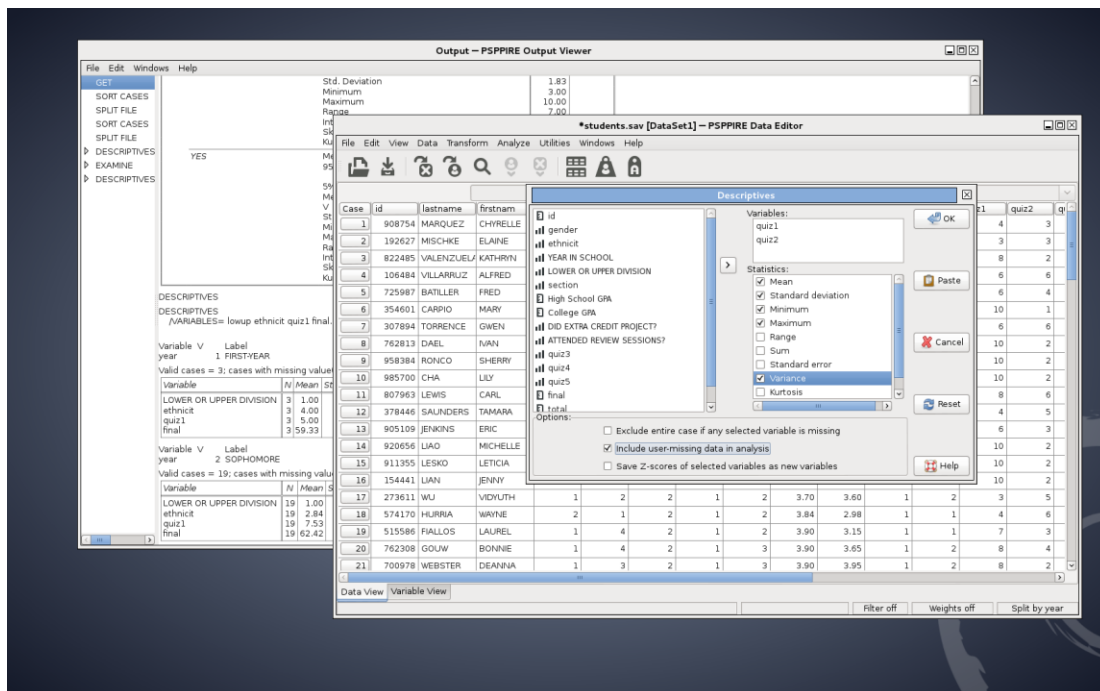 Output — PSPPIRE Output Viewer
File Edit Windows Help
GET
SORT CASES
SPLIT FILE
SORT CASES
SPLIT FILE
DESCRIPTIVES
EXAMINE
DESCRIPTIVES
Std. Deviation 1.83
Minimum 3.00
Maximum 10.00
Range 7.00
YES
95
DESCRIPTIVES
DESCRIPTIVES
/VARIABLES= lowup ethnicit quiz1 final.
Variable V Label
year 1 FIRST-YEAR
Valid cases = 3; cases with missing value
Variable N Mean St
LOWER OR UPPER DIVISION 3 1.00
ethnicit 3 4.00
quiz1 3 5.00
final 3 59.33
Variable V Label
year 2 SOPHOMORE
Valid cases = 19; cases with missing valu
Variable N Mean S
LOWER OR UPPER DIVISION 19 1.00
ethnicit 19 2.84
quiz1 19 7.53
final 19 62.42
*students.sav [DataSet1] — PSPPIRE Data Editor
File Edit View Data Transform Analyze Utilities Windows Help
Case id lastname firstnam z1 quiz2 qu
1 908754 MARQUEZ CHYRELLE 4 3
2 192627 MISCHKE ELAINE 3 3
3 822485 VALENZUELA KATHRYN 8 2
4 106484 VILLARRUZ ALFRED 6 6
5 725987 BATILLER FRED 6 4
6 354601 CARPIO MARY 10 1
7 307894 TORRENCE GWEN 6 6
8 762813 DAEL IVAN 10 2
9 958384 RONCO SHERRY 10 2
10 985700 CHA LILY 10 2
11 807963 LEWIS CARL 8 6
12 378446 SAUNDERS TAMARA 4 5
13 905109 JENKINS ERIC 6 3
14 920656 LIAO MICHELLE 10 2
15 911355 LESKO LETICIA 10 2
16 154441 LIAN JENNY 10 2
17 273611 WU VIDYUTH 1 2 2 1 2 3.70 3.60 1 2 3 5
18 574170 HURRIA WAYNE 2 1 2 1 2 3.84 2.98 1 1 4 6
19 515586 FIALLOS LAUREL 1 4 2 1 2 3.90 3.15 1 1 7 3
20 762308 GOUW BONNIE 1 4 2 1 3 3.90 3.65 1 2 8 4
21 700978 WEBSTER DEANNA 1 3 2 1 3 3.90 3.95 1 2 8 2
Data View Variable View
Filter off Weights off Split by year
Descriptives
id
gender
ethnicit
YEAR IN SCHOOL
LOWER OR UPPER DIVISION
section
High School GPA
College GPA
DID EXTRA CREDIT PROJECT?
ATTENDED REVIEW SESSIONS?
quiz3
quiz4
quiz5
final
total
Variables:
quiz1
quiz2
Statistics:
Mean
Standard deviation
Minimum
Maximum
Range
Sum
Standard error
Variance
Kurtosis
OK
Paste
Cancel
Reset
Help
Options:
Exclude entire case if any selected variable is missing
Include user-missing data in analysis
Save Z-scores of selected variables as new variables